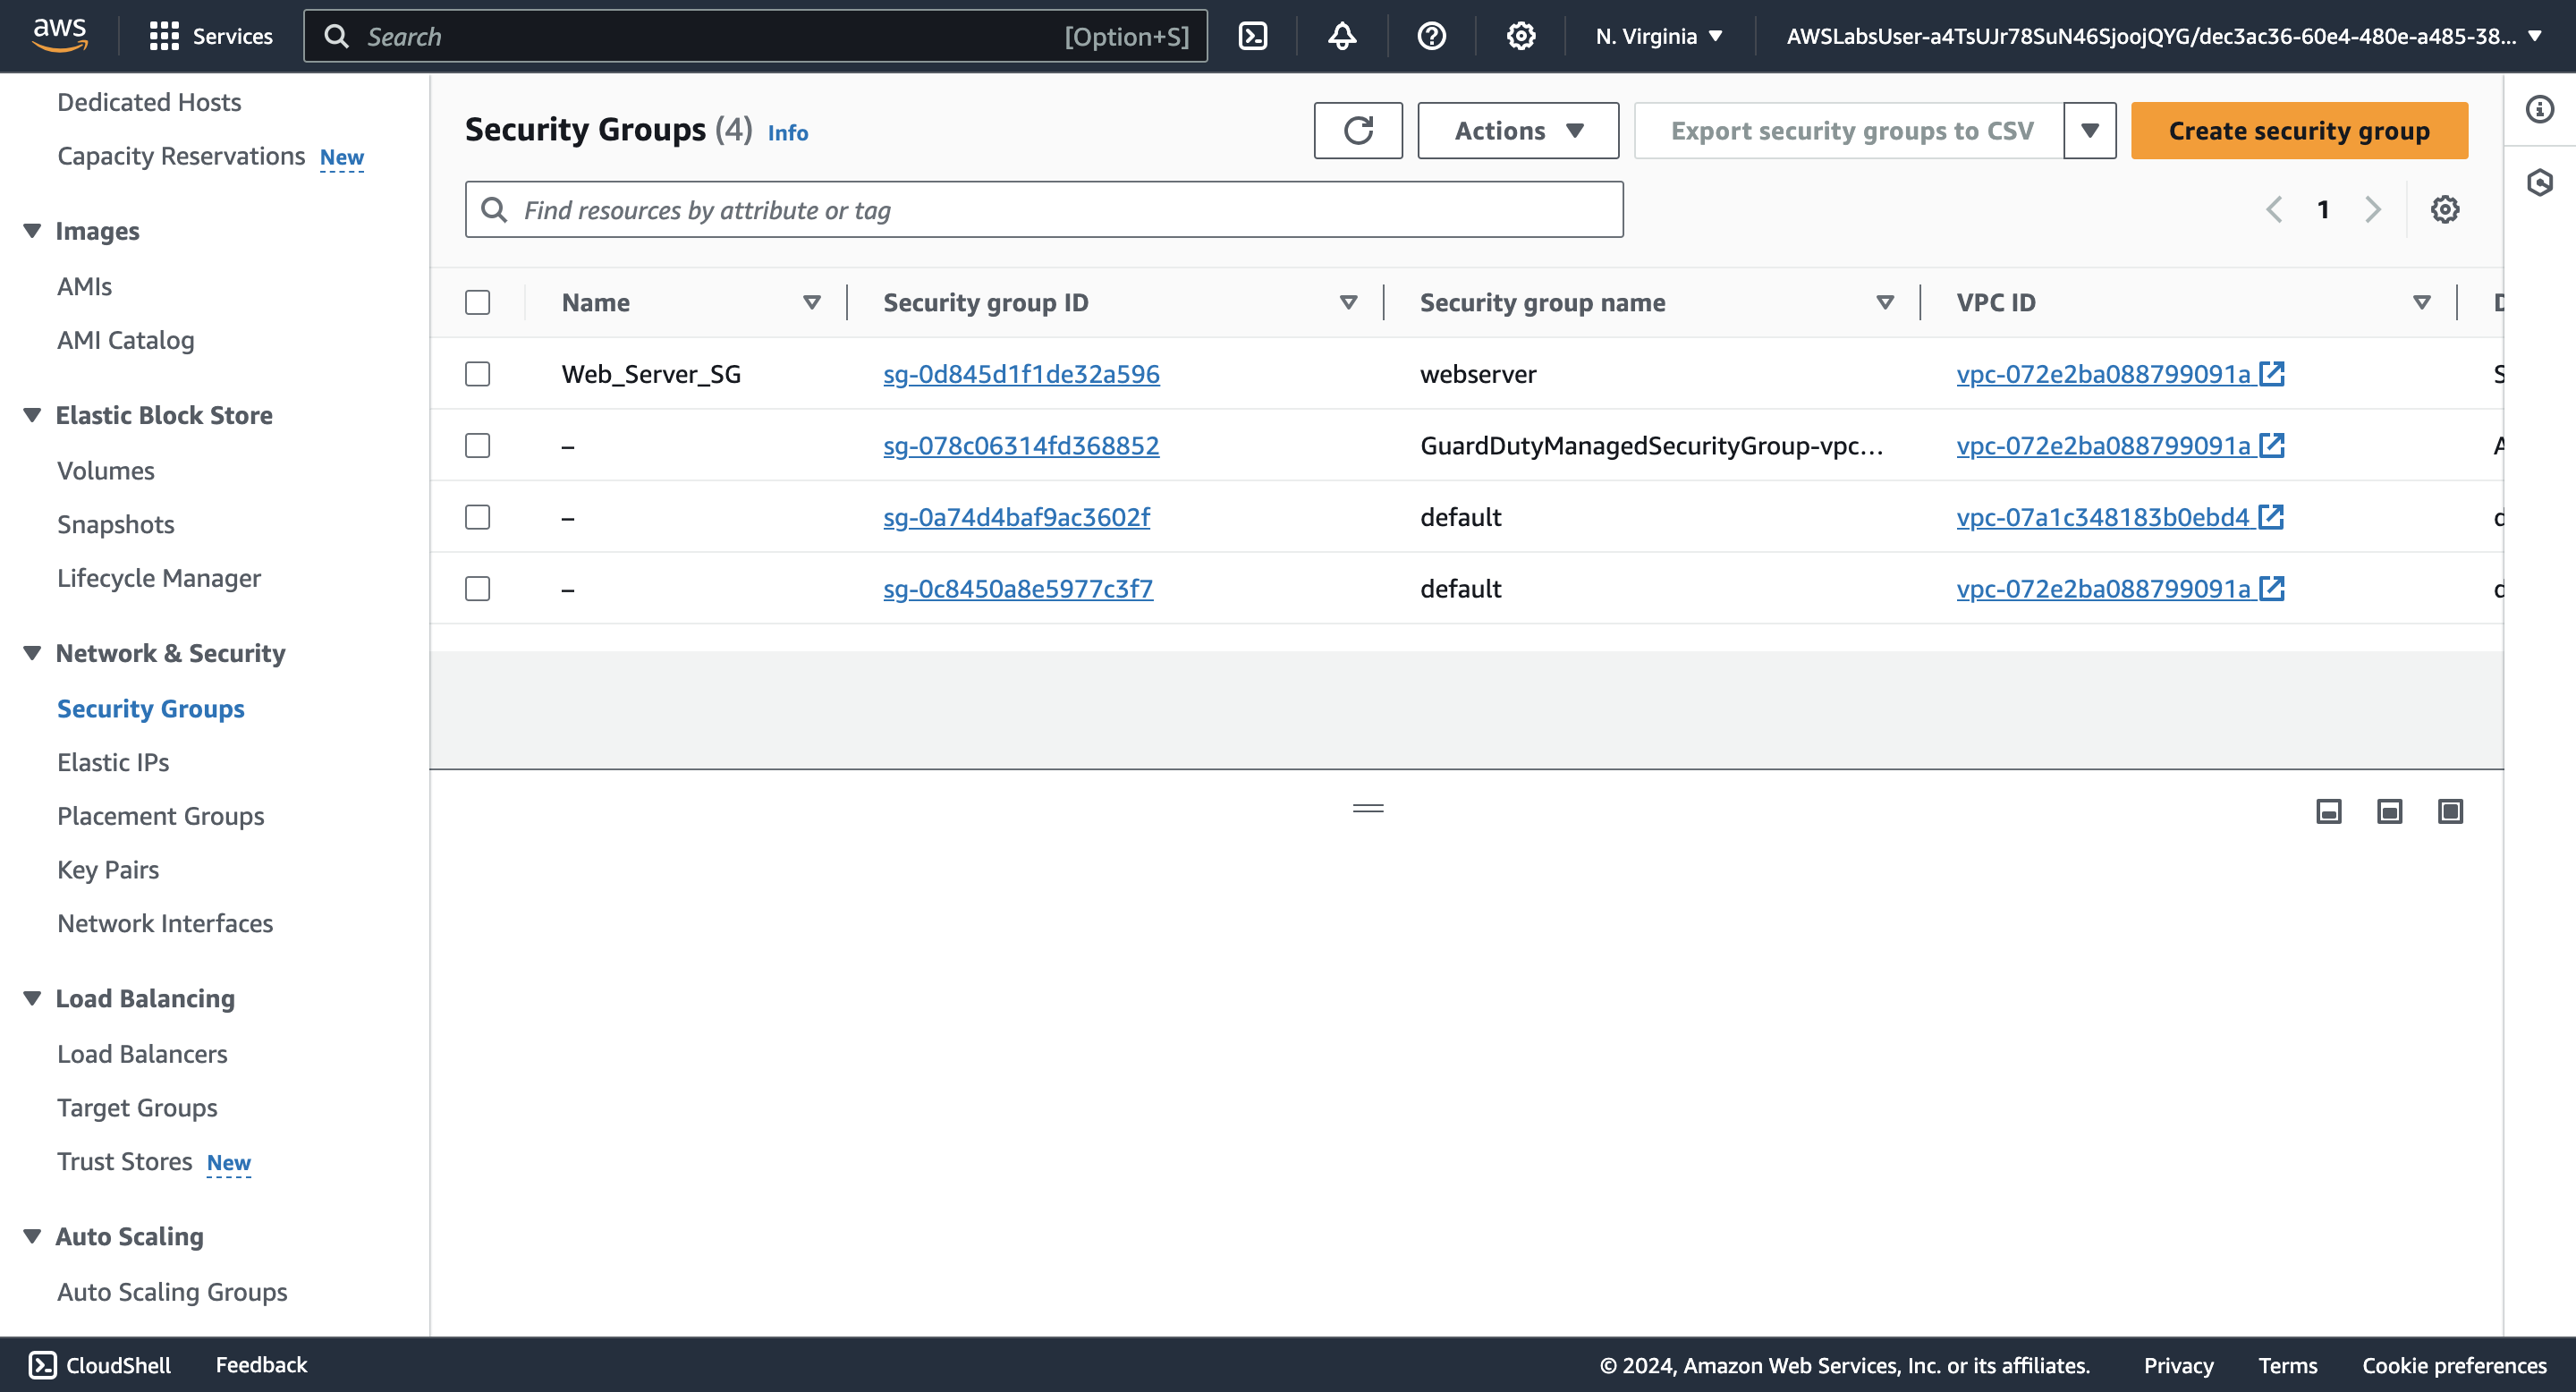 aws
Services
Search
[Option+S]
N. Virginia
AWSLabsUser-a4TsUJr78SuN46SjoojQYG/dec3ac36-60e4-480e-a485-38...
Dedicated Hosts
Capacity Reservations New
Images
AMIs
AMI Catalog
Elastic Block Store
Volumes
Snapshots
Lifecycle Manager
Network & Security
Security Groups
Elastic IPs
Placement Groups
Key Pairs
Network Interfaces
Load Balancing
Load Balancers
Target Groups
Trust Stores New
Auto Scaling
Auto Scaling Groups
Security Groups (4) Info
Actions
Export security groups to CSV
Create security group
Find resources by attribute or tag
1
Name Security group ID Security group name VPC ID
Web_Server_SG sg-0d845d1f1de32a596 webserver vpc-072e2ba088799091a
– sg-078c06314fd368852 GuardDutyManagedSecurityGroup-vpc... vpc-072e2ba088799091a
– sg-0a74d4baf9ac3602f default vpc-07a1c348183b0ebd4
– sg-0c8450a8e5977c3f7 default vpc-072e2ba088799091a
CloudShell
Feedback
© 2024, Amazon Web Services, Inc. or its affiliates.
Privacy
Terms
Cookie preferences